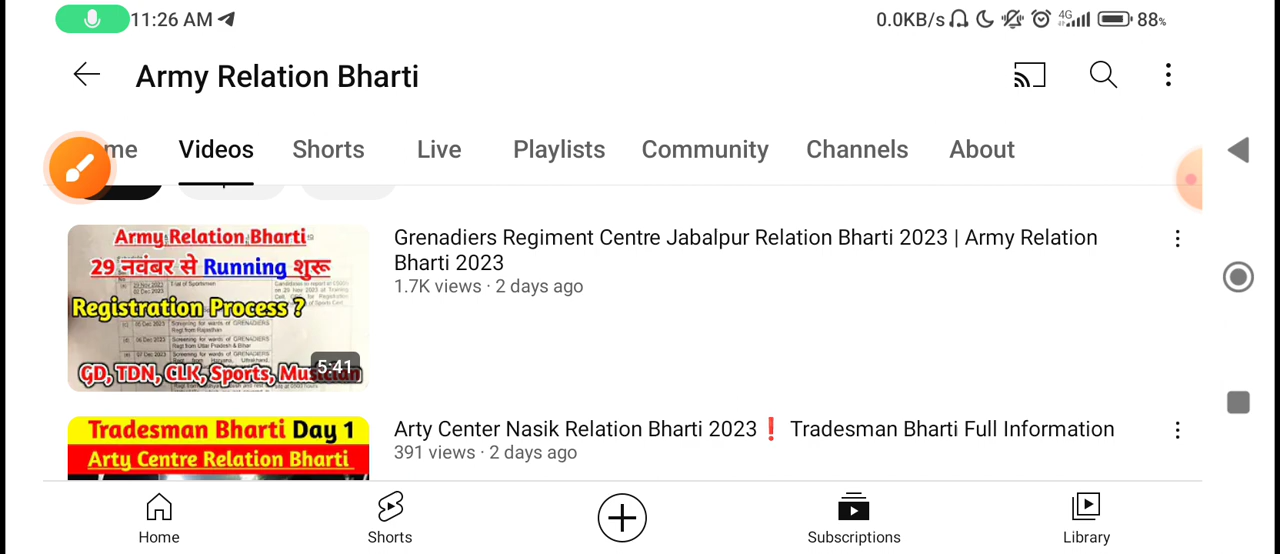 11:26 AM 0.0KB/s 4G 88%
Army Relation Bharti
me Videos Shorts Live Playlists Community Channels About
Army Relation Bharti
29 नवंबर से Running शुरू
Registration Process ?
GD, TDN, CLK, Sports, Musician
5:41
Grenadiers Regiment Centre Jabalpur Relation Bharti 2023 | Army Relation
Bharti 2023
1.7K views · 2 days ago
Tradesman Bharti Day 1
Arty Centre Relation Bharti
Arty Center Nasik Relation Bharti 2023❗ Tradesman Bharti Full Information
391 views · 2 days ago
Home Shorts Subscriptions Library